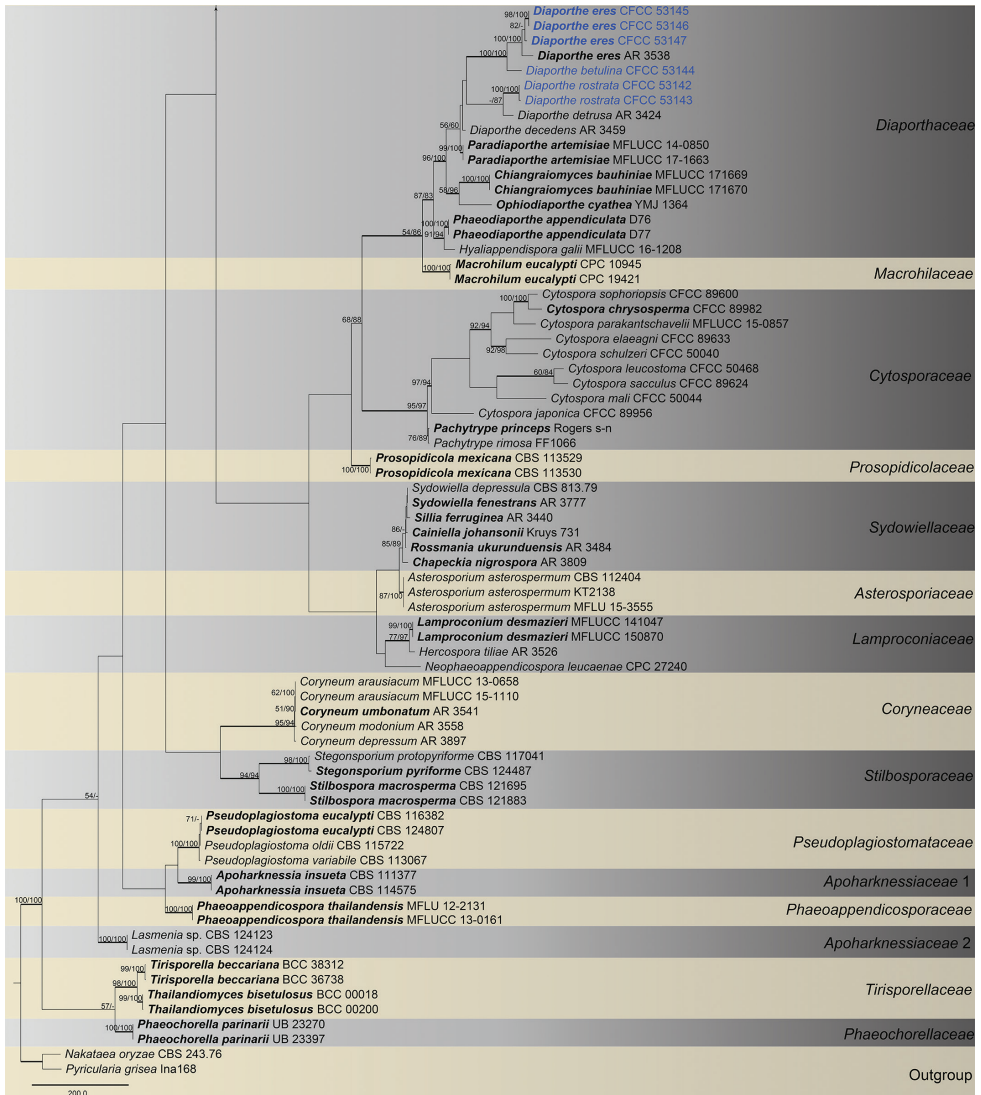 98/100
Diaporthe eres CFCC 53145
82/-
Diaporthe eres CFCC 53146
100/100
Diaporthe eres CFCC 53147
Diaporthe eres AR 3538
Diaporthe betulina CFCC 53144
100/100
Diaporthe rostrata CFCC 53142
-/87
Diaporthe rostrata CFCC 53143
Diaporthe detrusa AR 3424
56/60
Diaporthe decedens AR 3459
Diaporthaceae
99/100
Paradiaporthe artemisiae MFLUCC 14-0850
96/100
Paradiaporthe artemisiae MFLUCC 17-1663
100/100
Chiangraiomyces bauhiniae MFLUCC 171669
87/83
58/96
Chiangraiomyces bauhiniae MFLUCC 171670
Ophiodiaporthe cyathea YMJ 1364
100/100
Phaeodiaporthe appendiculata D76
54/86
91/94
Phaeodiaporthe appendiculata D77
Hyaliappendispora galii MFLUCC 16-1208
100/100
Macrohilum eucalypti CPC 10945
Macrohilum eucalypti CPC 19421
Macrohilaceae
100/100
Cytospora sophoriopsis CFCC 89600
Cytospora chrysosperma CFCC 89982
68/88
92/94
Cytospora parakantschavelii MFLUCC 15-0857
Cytospora elaeagni CFCC 89633
92/98
Cytospora schulzeri CFCC 50040
60/84
Cytospora leucostoma CFCC 50468
97/94
Cytospora sacculus CFCC 89624
Cytosporaceae
Cytospora mali CFCC 50044
95/97
Cytospora japonica CFCC 89956
Pachytype princeps Rogers s-n
76/89
Pachytype rimosa FF1066
Prosopidicola mexicana CBS 113529
100/100
Prosopidicola mexicana CBS 113530
Prosopidicolaceae
Sydowiella depressula CBS 813.79
Sydowiella fenestrans AR 3777
Sillia ferruginea AR 3440
86/-
Cainiella johansonii Kruys 731
Sydowiellaceae
85/89
Rossmania ukurunduensis AR 3484
Chapeckia nigrospora AR 3809
Asterosporium asterospermum CBS 112404
87/100
Asterosporium asterospermum KT2138
Asterosporiaceae
Asterosporium asterospermum MFLU 15-3555
99/100
Lamproconium desmazieri MFLUCC 141047
77/97
Lamproconium desmazieri MFLUCC 150870
Lamproconiaceae
Hercospora tiliae AR 3526
Neophaeoappendicospora leucaenae CPC 27240
Coryneum arausiacum MFLUCC 13-0658
62/100
Coryneum arausiacum MFLUCC 15-1110
51/90
Coryneum umbonatum AR 3541
Coryneaceae
95/94
Coryneum modonium AR 3558
Coryneum depressum AR 3897
98/100
Stegonsporium protopyriforme CBS 117041
94/94
Stegonsporium pyriforme CBS 124487
Stilbosporaceae
100/100
Stilbospora macrosperma CBS 121695
54/-
Stilbospora macrosperma CBS 121883
71/-
Pseudoplagiostoma eucalypti CBS 116382
Pseudoplagiostoma eucalypti CBS 124807
100/100
Pseudoplagiostoma oldii CBS 115722
Pseudoplagiostomataceae
Pseudoplagiostoma variabile CBS 113067
99/100
Apoharknessia insueta CBS 111377
Apoharknessia insueta CBS 114575
Apoharknessiaceae 1
100/100
100/100
Phaeoappendicospora thailandensis MFLU 12-2131
Phaeoappendicospora thailandensis MFLUCC 13-0161
Phaeoappendicosporaceae
100/100
Lasmenia sp. CBS 124123
Lasmenia sp. CBS 124124
Apoharknessiaceae 2
99/100
Tirisporella beccariana BCC 38312
98/100
Tirisporella beccariana BCC 36738
99/100
Thailandiomyces bisetulosus BCC 00018
57/-
Thailandiomyces bisetulosus BCC 00200
Tirisporellaceae
100/100
Phaeochorella parinarii UB 23270
Phaeochorella parinarii UB 23397
Phaeochorellaceae
Nakataea oryzae CBS 243.76
Pyricularia grisea Ina168
Outgroup
200.0